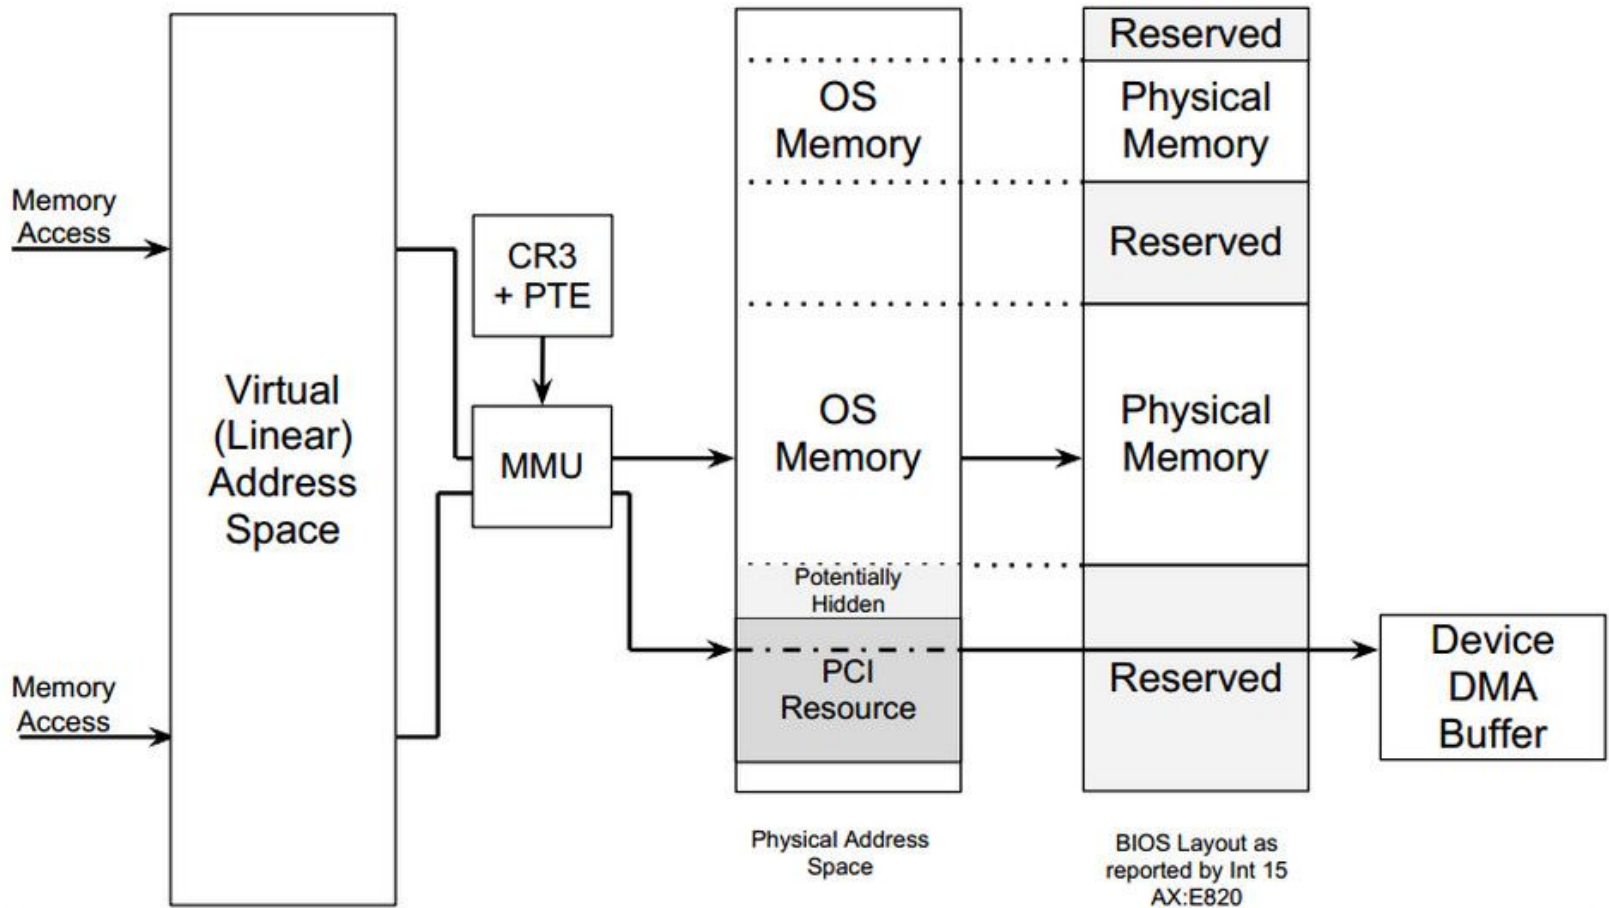 Memory
Access
Memory
Access
Virtual
(Linear)
Address
Space
CR3
+ PTE
MMU
OS
Memory
OS
Memory
Potentially
Hidden
PCI
Resource
Physical Address
Space
Reserved
Physical
Memory
Reserved
Physical
Memory
Reserved
BIOS Layout as
reported by Int 15
AX:E820
Device
DMA
Buffer